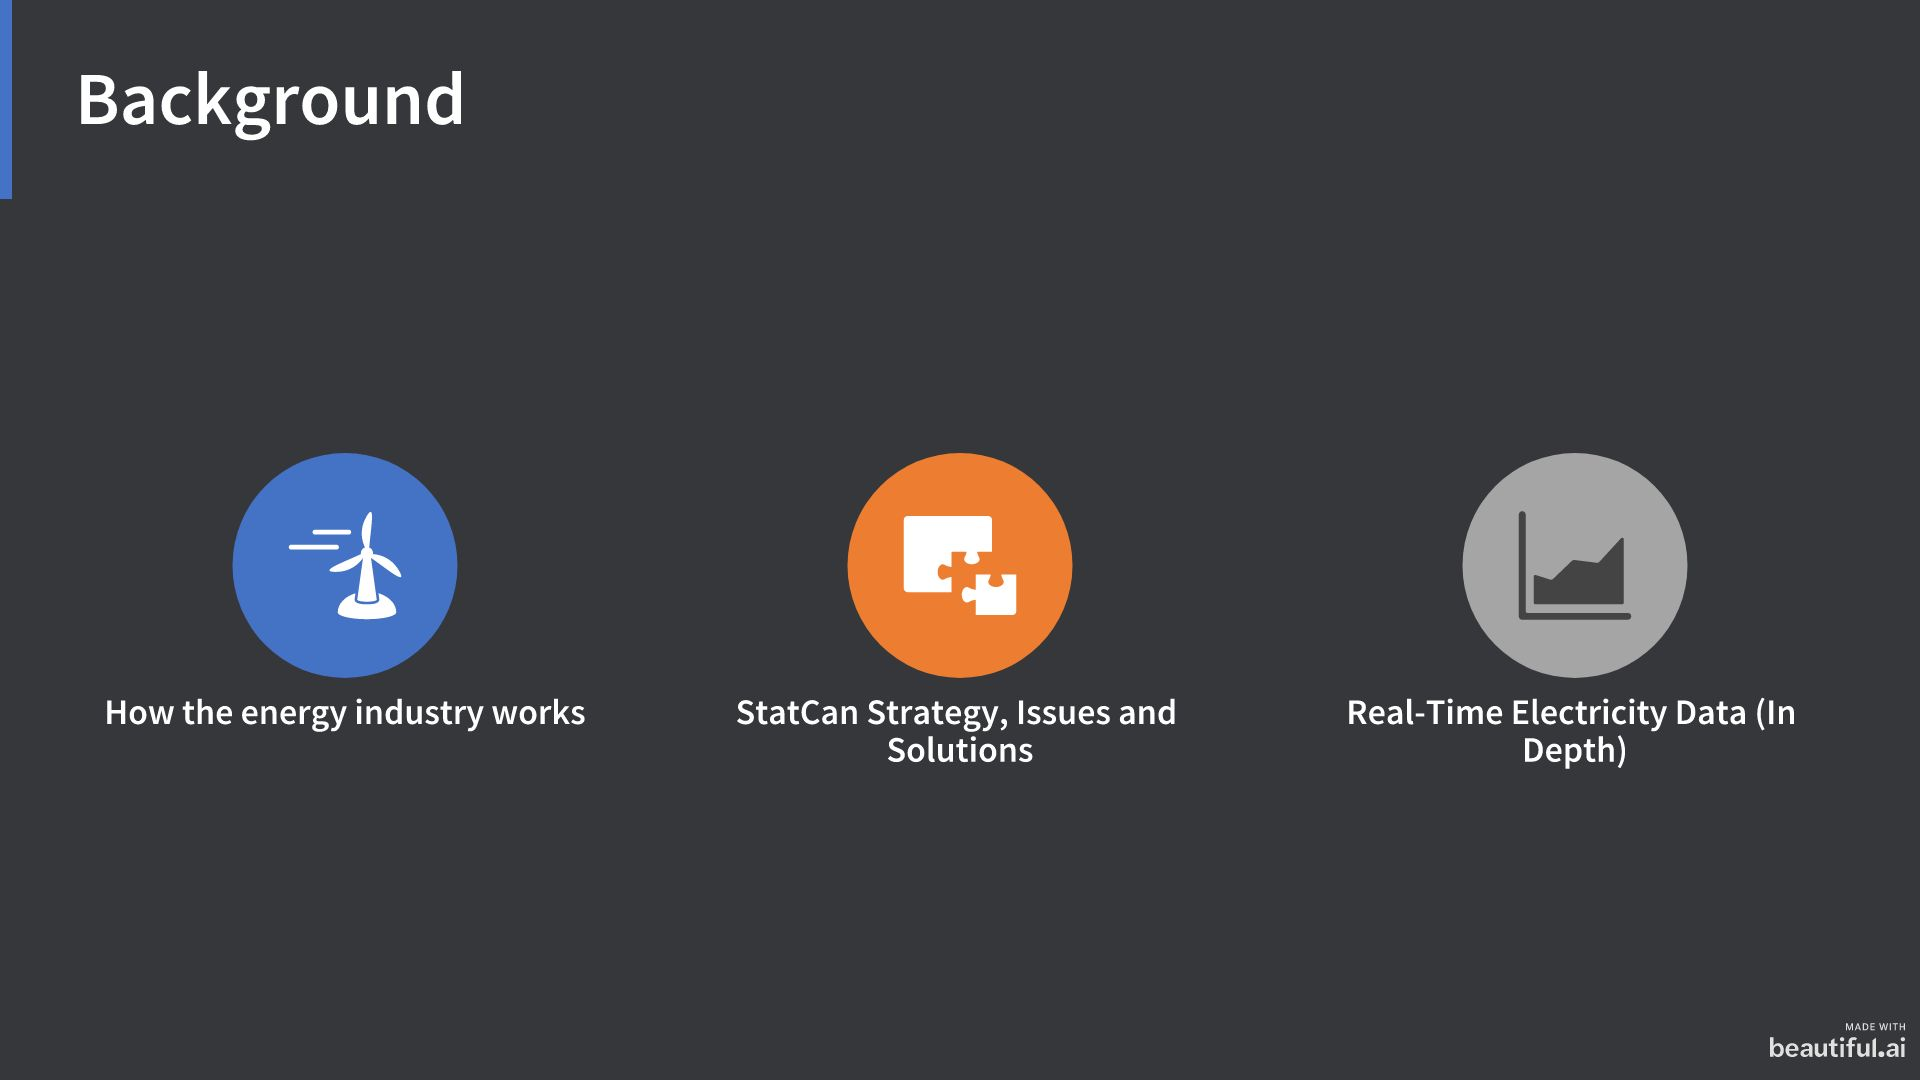 Background
How the energy industry works
StatCan Strategy, Issues and
Solutions
Real-Time Electricity Data (In
Depth)
MADE WITH
beautiful.ai